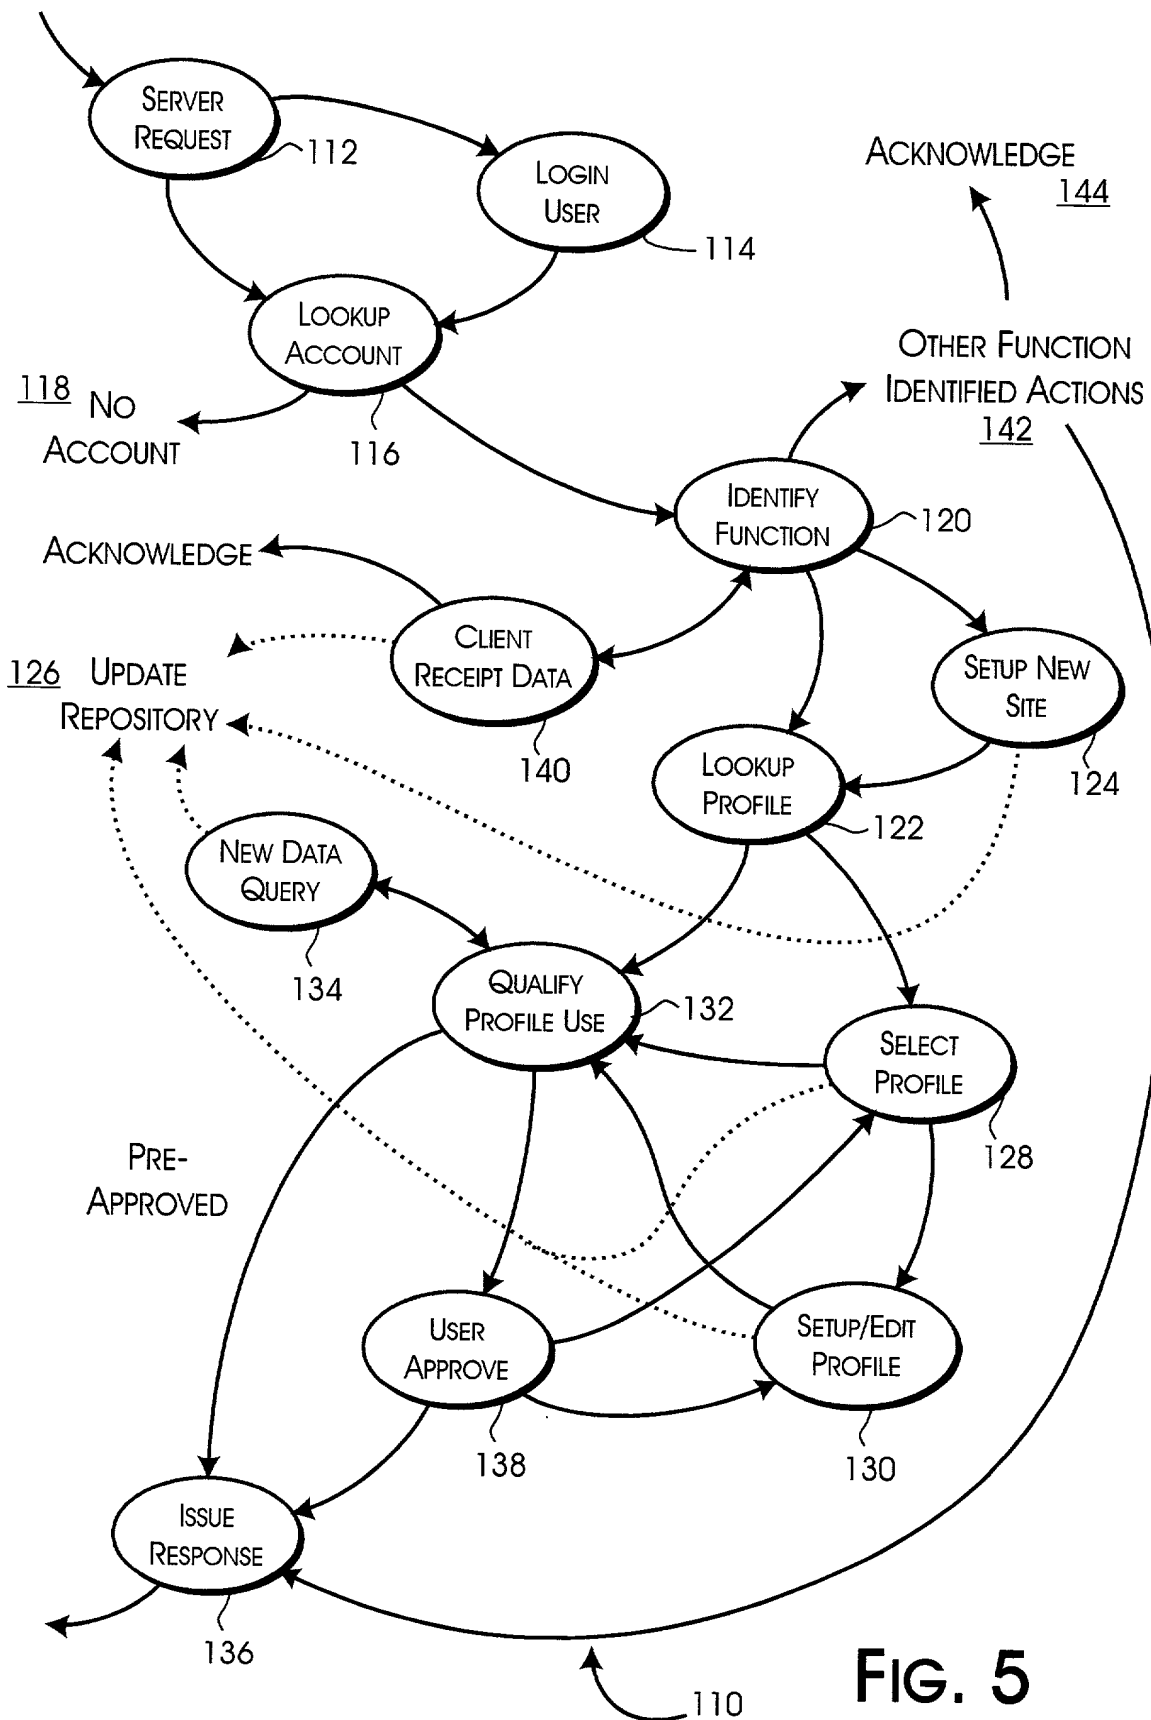 SERVER
REQUEST
112
LOGIN
USER
114
ACKNOWLEDGE
144
LOOKUP
ACCOUNT
116
OTHER FUNCTION
IDENTIFIED ACTIONS
142
118 NO
ACCOUNT
IDENTIFY
FUNCTION
120
ACKNOWLEDGE
CLIENT
RECEIPT DATA
140
SETUP NEW
SITE
124
126 UPDATE
REPOSITORY
LOOKUP
PROFILE
122
NEW DATA
QUERY
134
QUALIFY
PROFILE USE
132
SELECT
PROFILE
128
PRE-
APPROVED
USER
APPROVE
138
SETUP/EDIT
PROFILE
130
ISSUE
RESPONSE
136
110
FIG. 5